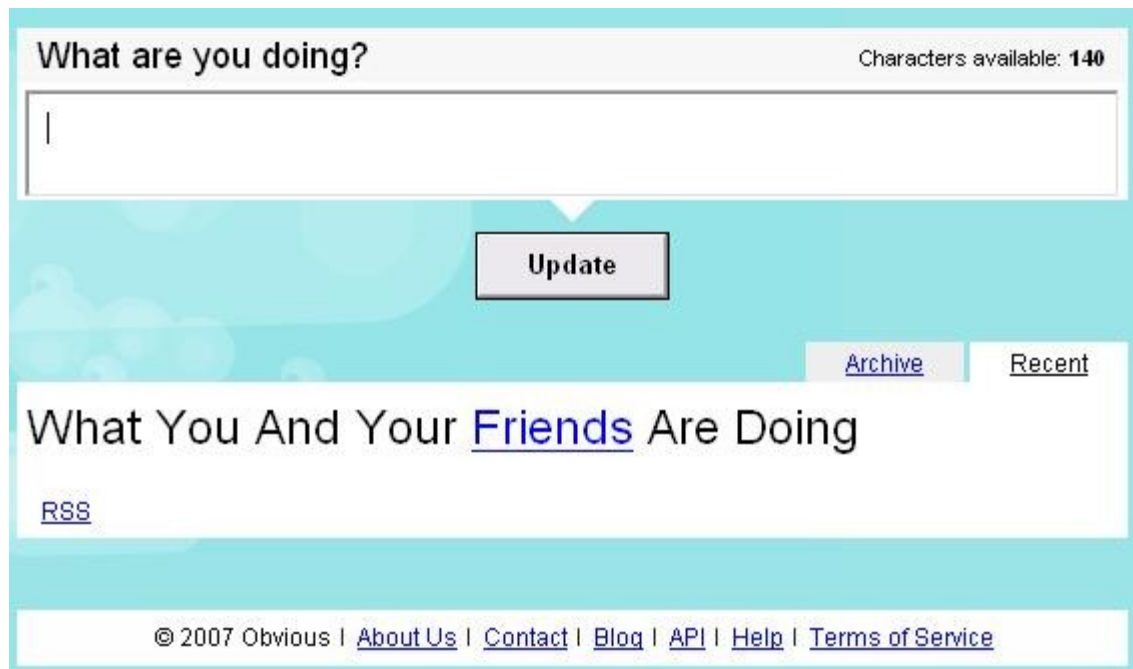 What are you doing? Characters available: 140
Update
Archive Recent
What You And Your Friends Are Doing
RSS
© 2007 Obvious | About Us | Contact | Blog | API | Help | Terms of Service